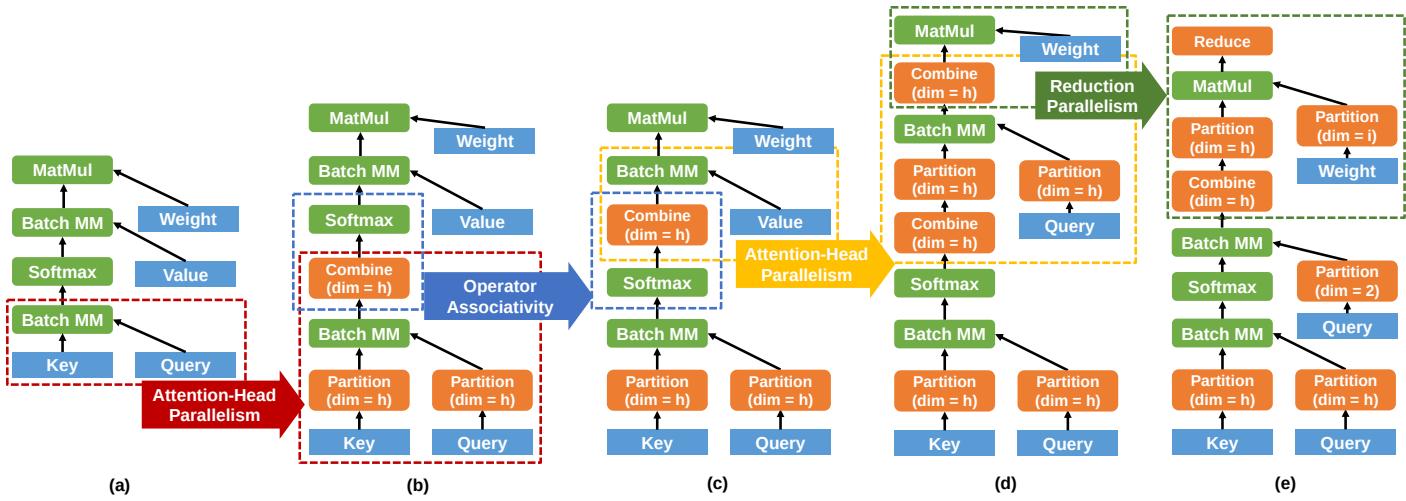 MatMul
Weight
Batch MM
Value
Softmax
Batch MM
Key
Query
Attention-Head
Parallelism
(a)
MatMul
Weight
Batch MM
Value
Softmax
Combine
(dim = h)
Batch MM
Partition
(dim = h)
Partition
(dim = h)
Key
Query
Operator
Associativity
(b)
MatMul
Weight
Batch MM
Value
Combine
(dim = h)
Softmax
Batch MM
Partition
(dim = h)
Partition
(dim = h)
Key
Query
Attention-Head
Parallelism
(c)
MatMul
Weight
Combine
(dim = h)
Batch MM
Partition
(dim = h)
Partition
(dim = h)
Query
Combine
(dim = h)
Softmax
Batch MM
Partition
(dim = h)
Partition
(dim = h)
Key
Query
Reduction
Parallelism
(d)
Reduce
MatMul
Partition
(dim = h)
Partition
(dim = i)
Weight
Combine
(dim = h)
Batch MM
Softmax
Partition
(dim = 2)
Query
Batch MM
Partition
(dim = h)
Partition
(dim = h)
Key
Query
(e)